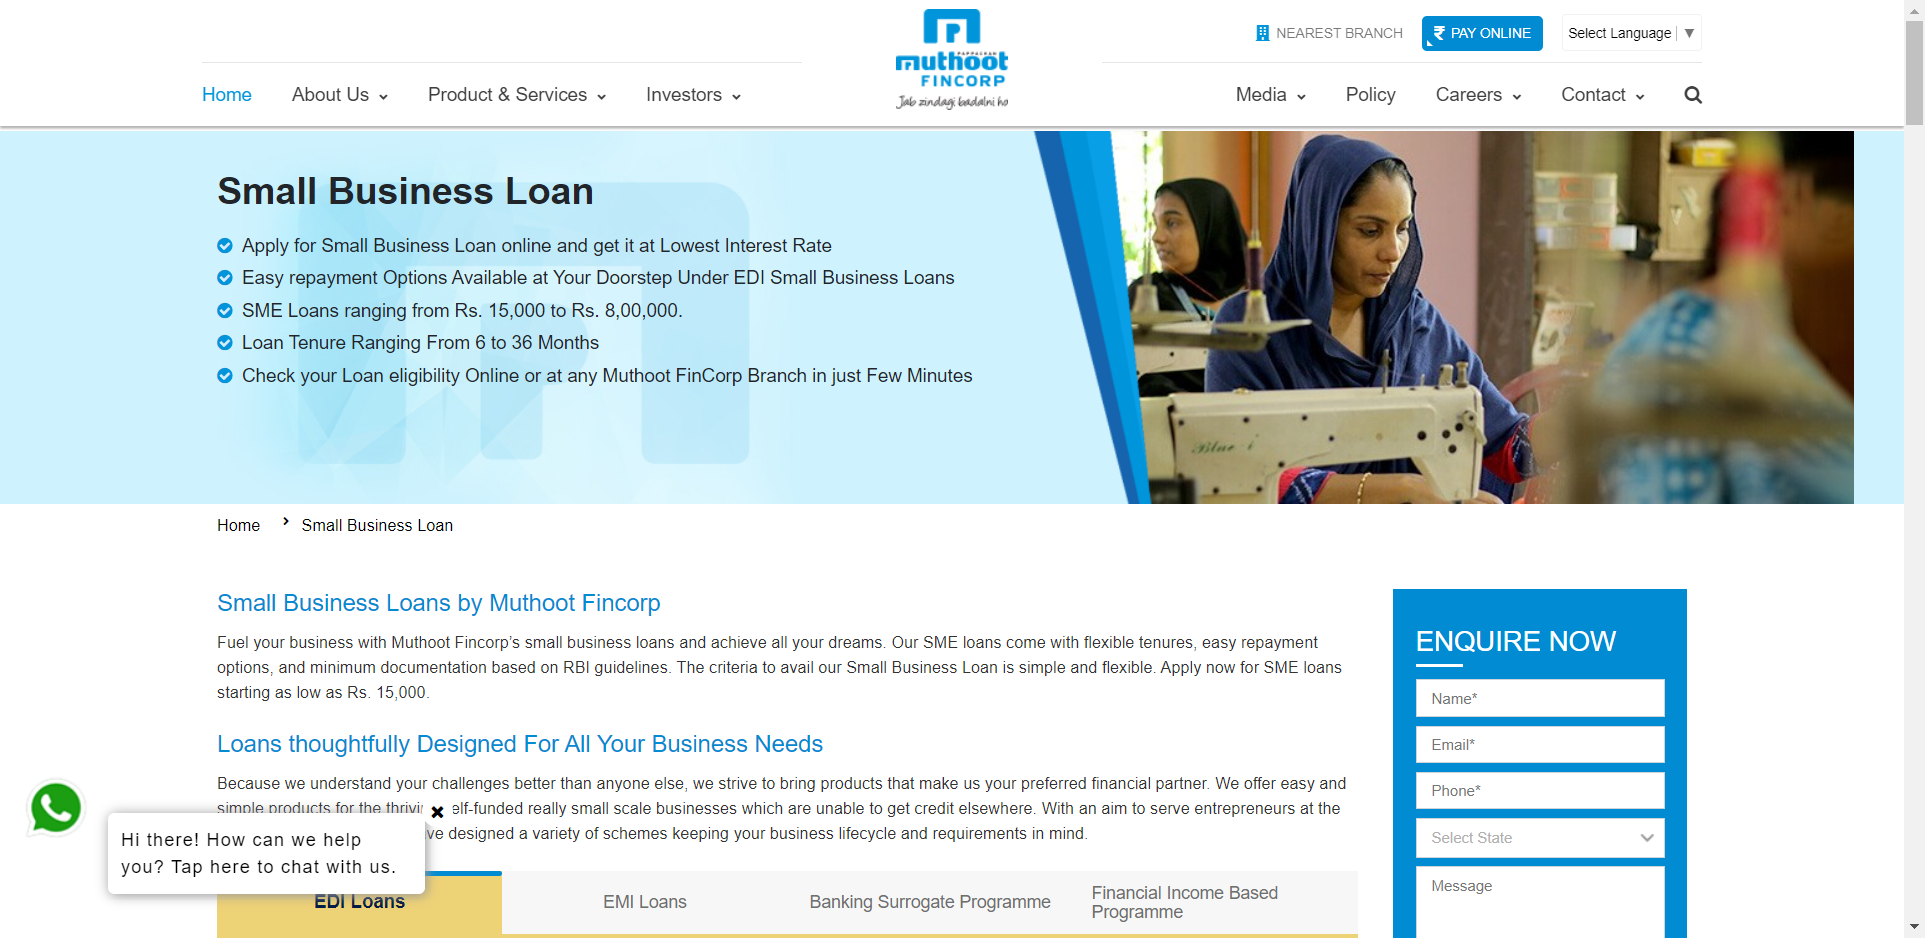 NEAREST BRANCH
₹ PAY ONLINE
Select Language ▼
PAPPACHAN
muthoot
FINCORP
Jab zindagi badalni ho
Home
About Us
Product & Services
Investors
Media
Policy
Careers
Contact
Small Business Loan
Apply for Small Business Loan online and get it at Lowest Interest Rate
Easy repayment Options Available at Your Doorstep Under EDI Small Business Loans
SME Loans ranging from Rs. 15,000 to Rs. 8,00,000.
Loan Tenure Ranging From 6 to 36 Months
Check your Loan eligibility Online or at any Muthoot FinCorp Branch in just Few Minutes
Home > Small Business Loan
Small Business Loans by Muthoot Fincorp
Fuel your business with Muthoot Fincorp's small business loans and achieve all your dreams. Our SME loans come with flexible tenures, easy repayment
options, and minimum documentation based on RBI guidelines. The criteria to avail our Small Business Loan is simple and flexible. Apply now for SME loans
starting as low as Rs. 15,000.
Loans thoughtfully Designed For All Your Business Needs
Because we understand your challenges better than anyone else, we strive to bring products that make us your preferred financial partner. We offer easy and
simple products for the elf-funded really small scale businesses which are unable to get credit elsewhere. With an aim to serve entrepreneurs at the
ve designed a variety of schemes keeping your business lifecycle and requirements in mind.
Hi there! How can we help
you? Tap here to chat with us.
EDI Loans
EMI Loans
Banking Surrogate Programme
Financial Income Based
Programme
ENQUIRE NOW
Name*
Email*
Phone*
Select State
Message